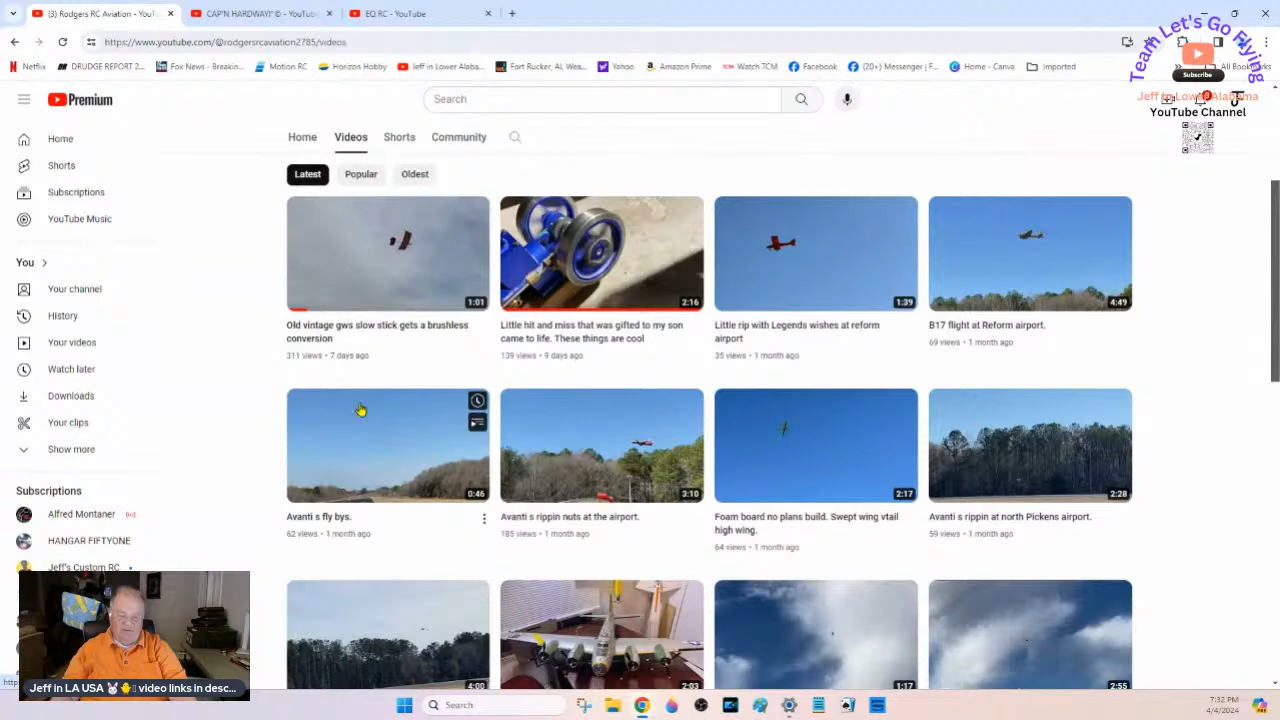 (3) Rodgers RC Aviation - YouT
CAP'N HARDWAY!" © - YouTube
EQ RC - YouTube
https://www.youtube.com/@rodgersrcaviation2785/videos
Netflix
DRUDGE REPORT 2...
Fox News - Breakin...
Motion RC
Horizon Hobby
Jeff in Lower Alaba...
Fort Rucker, AL Wea...
Yahoo
Amazon Prime
Watch TCM
Facebook
(20+) Messenger | F...
Canva
Home - Canva
Imported
All Bookmarks
Team Let's Go Flying
Subscribe
Jeff in Lower Alabama
YouTube Channel
Premium
Search
Home
Videos
Shorts
Community
Latest
Popular
Oldest
Home
Shorts
Subscriptions
YouTube Music
You
Your channel
History
Your videos
Watch later
Downloads
Your clips
Show more
Subscriptions
Alfred Montaner
HANGAR FIFTYONE
Jeff's Custom RC
1:01
2:16
1:39
4:49
Old vintage gws slow stick gets a brushless
conversion
311 views • 7 days ago
Little hit and miss that was gifted to my son
came to life. These things are cool
139 views • 9 days ago
Little rip with Legends wishes at reform
airport
35 views • 1 month ago
B17 flight at Reform airport.
69 views • 1 month ago
0:46
3:10
2:17
2:28
Avanti s fly bys.
62 views • 1 month ago
Avanti s rippin nuts at the airport.
185 views • 1 month ago
Foam board no plans build. Swept wing vtail
high wing.
64 views • 1 month ago
Avanti s rippin at north Pickens airport.
59 views • 1 month ago
4:00
2:03
1:17
2:55
Jeff in LA USA 🐰🐥 video links in desc...
Search
7:32 PM
4/4/2024